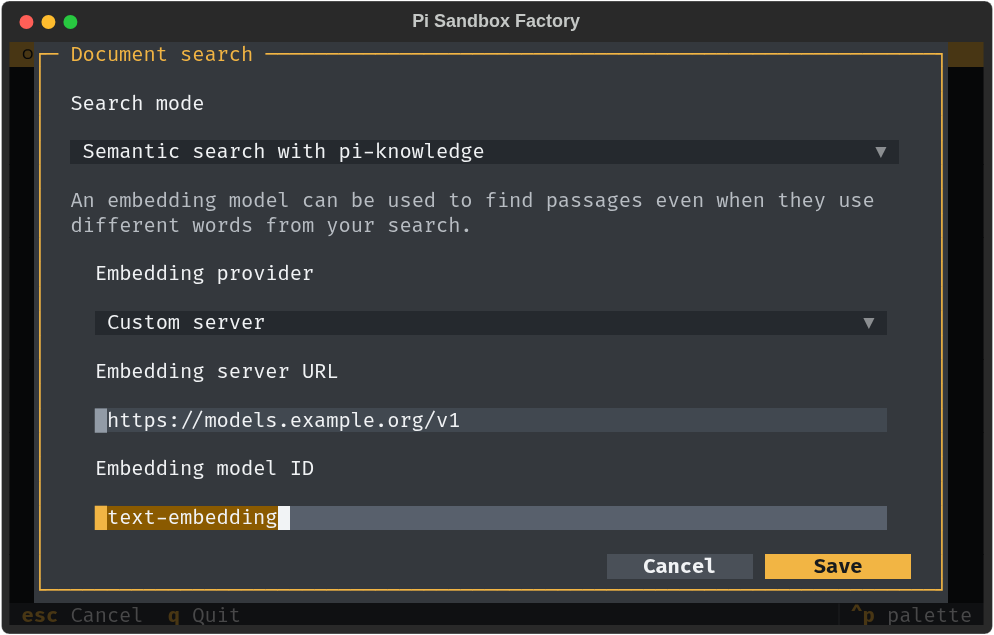 Pi Sandbox Factory
Document search
Search mode
Semantic search with pi-knowledge ▼
An embedding model can be used to find passages even when they use
different words from your search.
Embedding provider
Custom server ▼
Embedding server URL
https://models.example.org/v1
Embedding model ID
text-embedding
Cancel Save
esc Cancel q Quit ^p palette